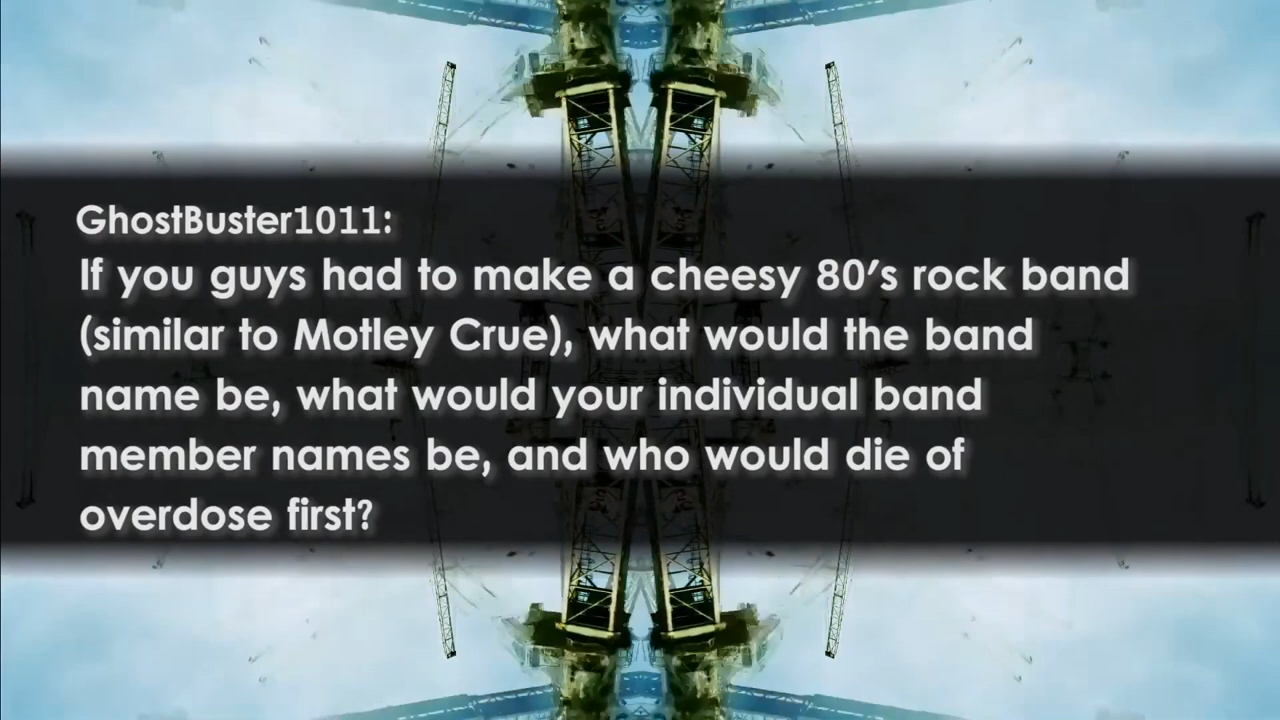 GhostBuster1011:
If you guys had to make a cheesy 80's rock band
(similar to Motley Crue), what would the band
name be, what would your individual band
member names be, and who would die of
overdose first?